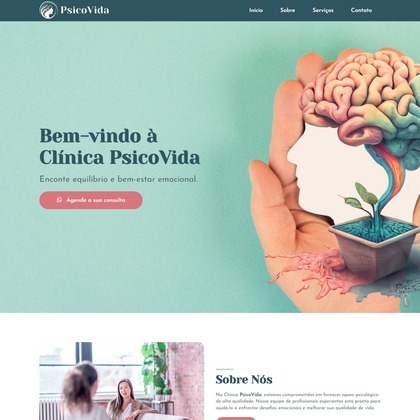 PsicoVida
Início Sobre Serviços Contato
Bem-vindo à
Clínica PsicoVida
Enconte equilíbrio e bem-estar emocional.
Agende a sua consulta
Sobre Nós
Na Clínica PsicoVida, estamos comprometidos em fornecer apoio psicológico
de alta qualidade. Nossa equipe de profissionais experientes está pronta para
ajudá-lo a enfrentar desafios emocionais e melhorar sua qualidade de vida.